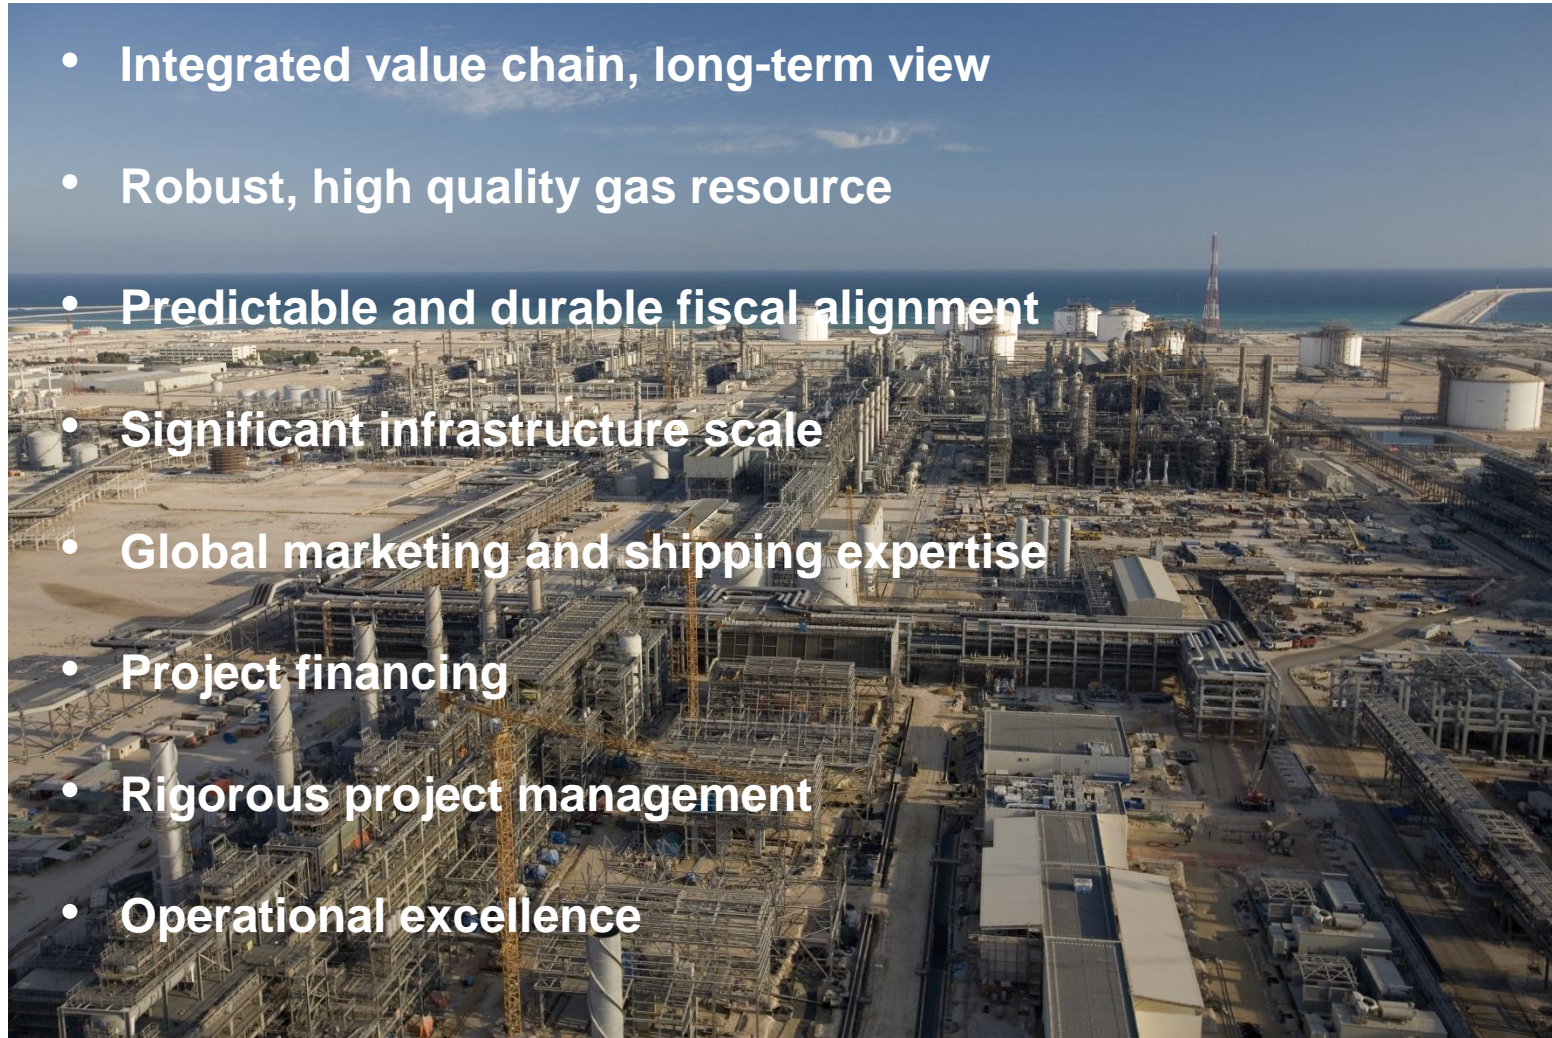 • Integrated value chain, long-term view
• Robust, high quality gas resource
• Predictable and durable fiscal alignment
• Significant infrastructure scale
• Global marketing and shipping expertise
• Project financing
• Rigorous project management
• Operational excellence